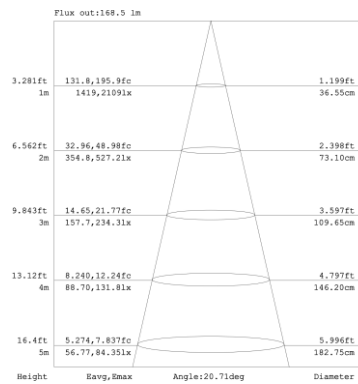 Flux out:168.5 lm
3.281ft 131.8,195.9fc 1.199ft
1m 1419,2109lx 36.55cm
6.562ft 32.96,48.98fc 2.398ft
2m 354.8,527.2lx 73.10cm
9.843ft 14.65,21.77fc 3.597ft
3m 157.7,234.3lx 109.65cm
13.12ft 8.240,12.24fc 4.797ft
4m 88.70,131.8lx 146.20cm
16.4ft 5.274,7.837fc 5.996ft
5m 56.77,84.35lx 182.75cm
Height Eavg,Emax Angle:20.71deg Diameter